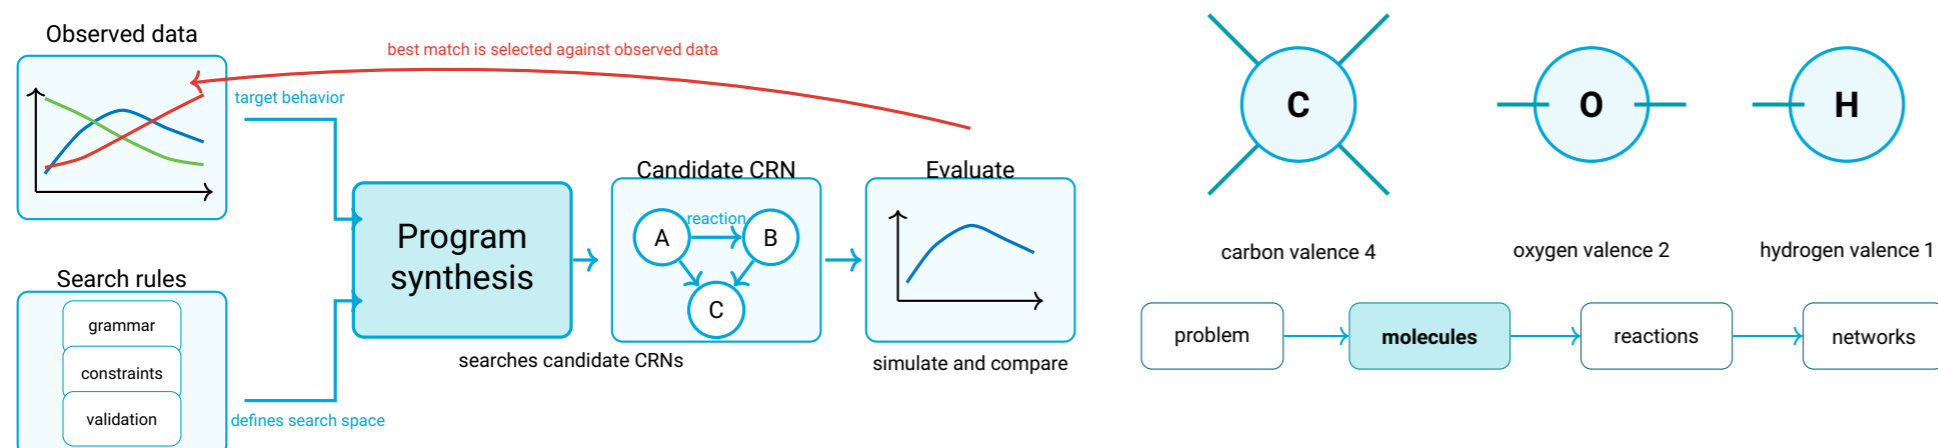 Observed data
best match is selected against observed data
target behavior
Search rules
grammar
constraints
validation
defines search space
Program
synthesis
searches candidate CRNs
Candidate CRN
reaction
A
B
C
Evaluate
simulate and compare
C
O
H
carbon valence 4
oxygen valence 2
hydrogen valence 1
problem
molecules
reactions
networks